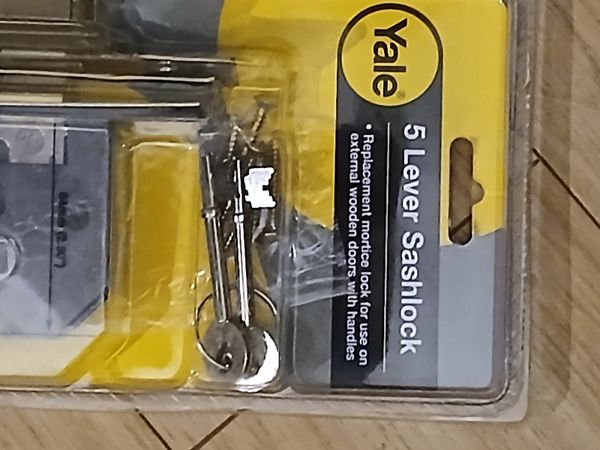 Yale
5 Lever Sashlock
• Replacement mortice lock for use on
external wooden doors with handles